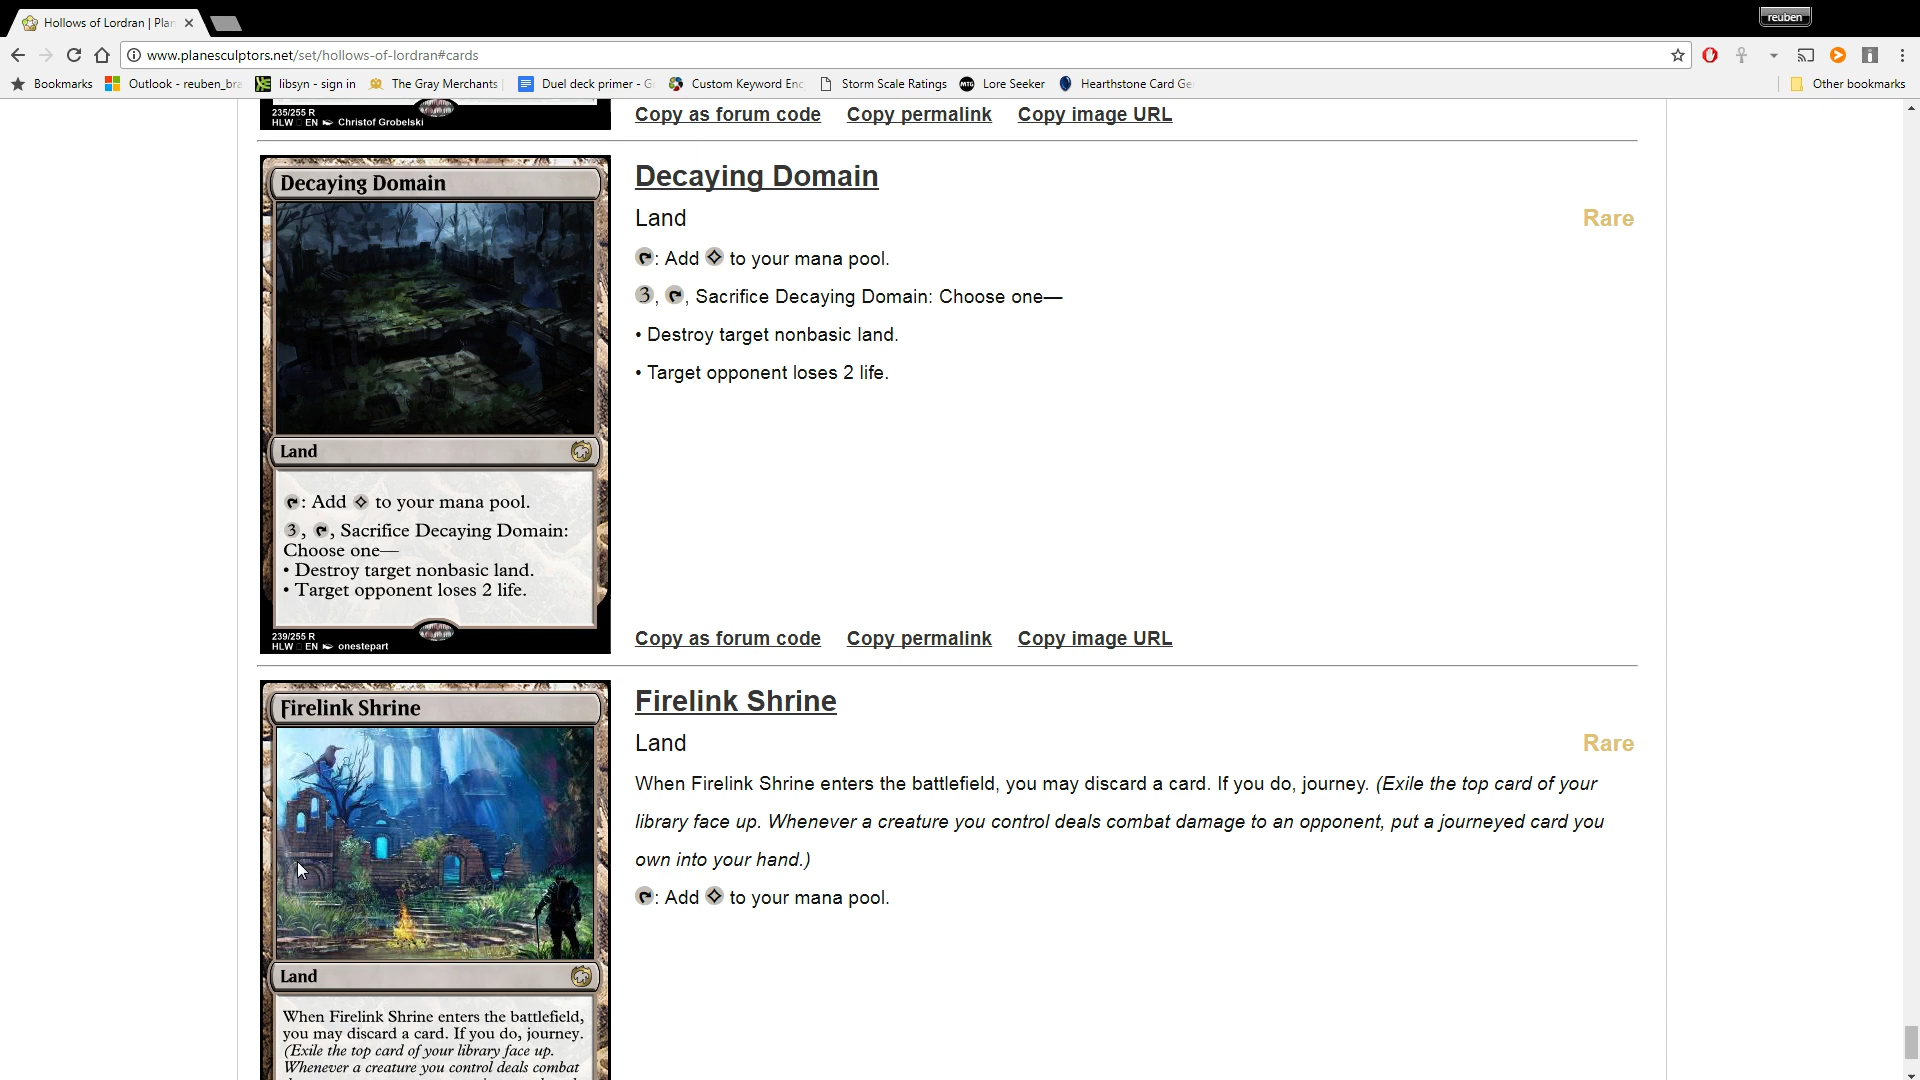 Hollows of Lordran | Plan
reuben
www.planesculptors.net/set/hollows-of-lordran#cards
Bookmarks Outlook - reuben_bra libsyn - sign in The Gray Merchants Duel deck primer - G Custom Keyword Enc Storm Scale Ratings MTG Lore Seeker Hearthstone Card Ge Other bookmarks
235/255 R
HLW EN Christof Grobelski
Copy as forum code Copy permalink Copy image URL
Decaying Domain
Land
: Add to your mana pool.
3, , Sacrifice Decaying Domain:
Choose one—
• Destroy target nonbasic land.
• Target opponent loses 2 life.
239/255 R
HLW EN onestepart
Decaying Domain
Land Rare
: Add to your mana pool.
3, , Sacrifice Decaying Domain: Choose one—
• Destroy target nonbasic land.
• Target opponent loses 2 life.
Copy as forum code Copy permalink Copy image URL
Firelink Shrine
Land
When Firelink Shrine enters the battlefield,
you may discard a card. If you do, journey.
(Exile the top card of your library face up.
Whenever a creature you control deals combat
Firelink Shrine
Land Rare
When Firelink Shrine enters the battlefield, you may discard a card. If you do, journey. (Exile the top card of your
library face up. Whenever a creature you control deals combat damage to an opponent, put a journeyed card you
own into your hand.)
: Add to your mana pool.